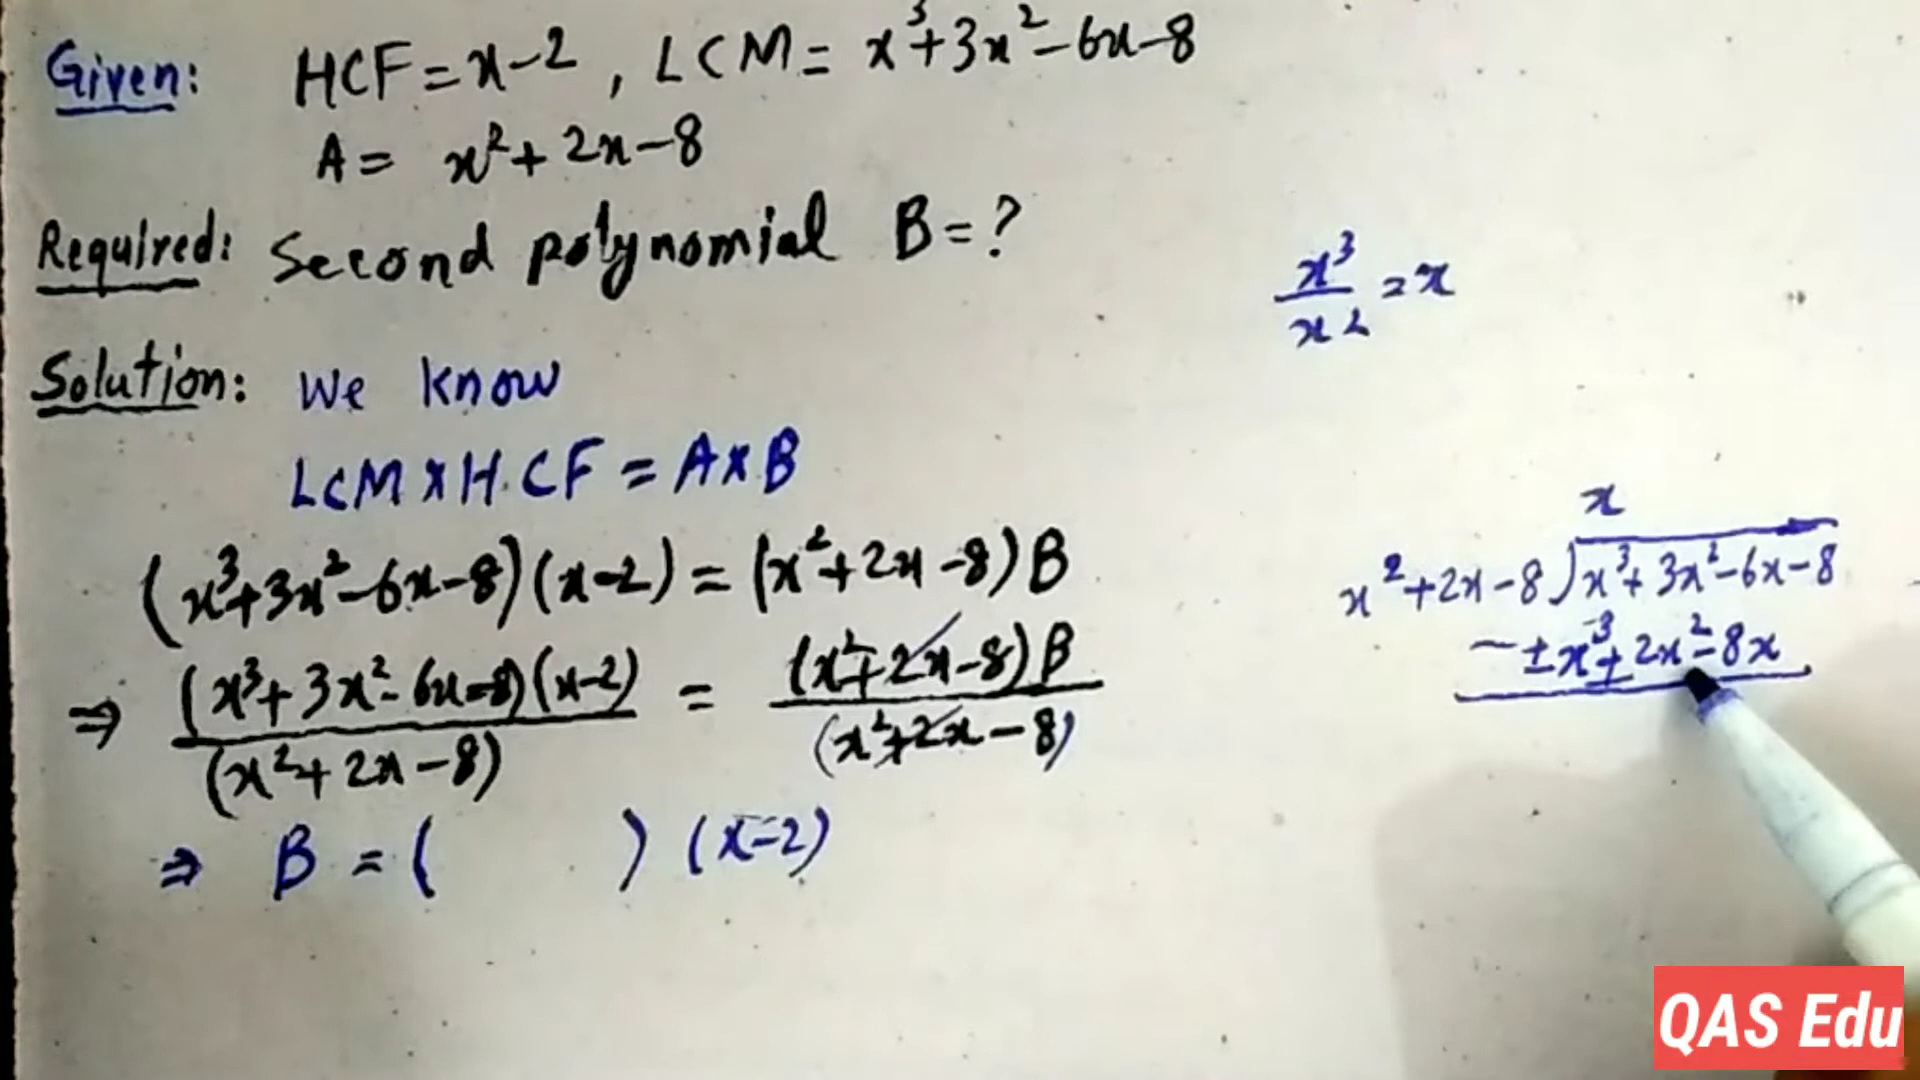 Given: HCF = x-2 , LCM = x³+3x²-6x-8
A = x²+2x-8
Required: Second polynomial B = ?
Solution: We know
LCM x H.CF = A x B
(x³+3x²-6x-8)(x-2) = (x²+2x-8)B
⇒ (x³+3x²-6x-8)(x-2) / (x²+2x-8) = (x²+2x-8)B / (x²+2x-8)
⇒ B = ( ) (x-2)
x³ / x² = x
x
x²+2x-8 ) x³+3x²-6x-8
- ±x³ ± 2x² - 8x
QAS Edu